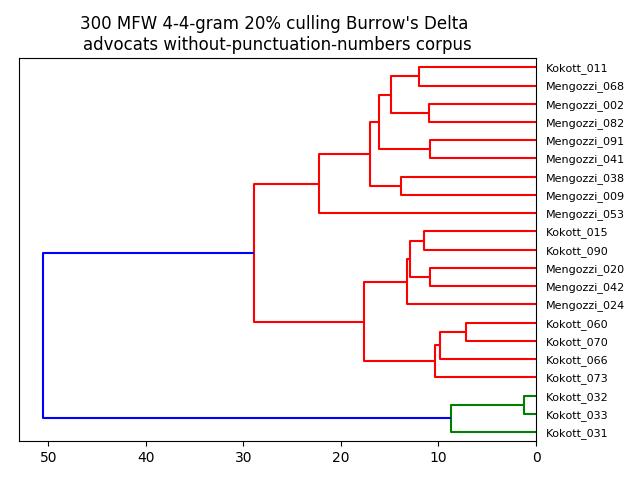 300 MFW 4-4-gram 20% culling Burrow's Delta
advocats without-punctuation-numbers corpus
Kokott_011
Mengozzi_068
Mengozzi_002
Mengozzi_082
Mengozzi_091
Mengozzi_041
Mengozzi_038
Mengozzi_009
Mengozzi_053
Kokott_015
Kokott_090
Mengozzi_020
Mengozzi_042
Mengozzi_024
Kokott_060
Kokott_070
Kokott_066
Kokott_073
Kokott_032
Kokott_033
Kokott_031
50 40 30 20 10 0